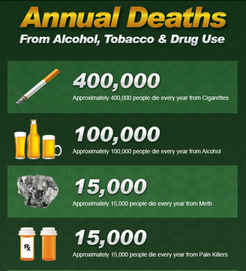 Annual Deaths
From Alcohol, Tobacco & Drug Use
400,000
Approximately 400,000 people die every year from Cigarettes
100,000
Approximately 100,000 people die every year from Alcohol
15,000
Approximately 15,000 people die every year from Meth
Rx
15,000
Approximately 15,000 people die every year from Pain Killers